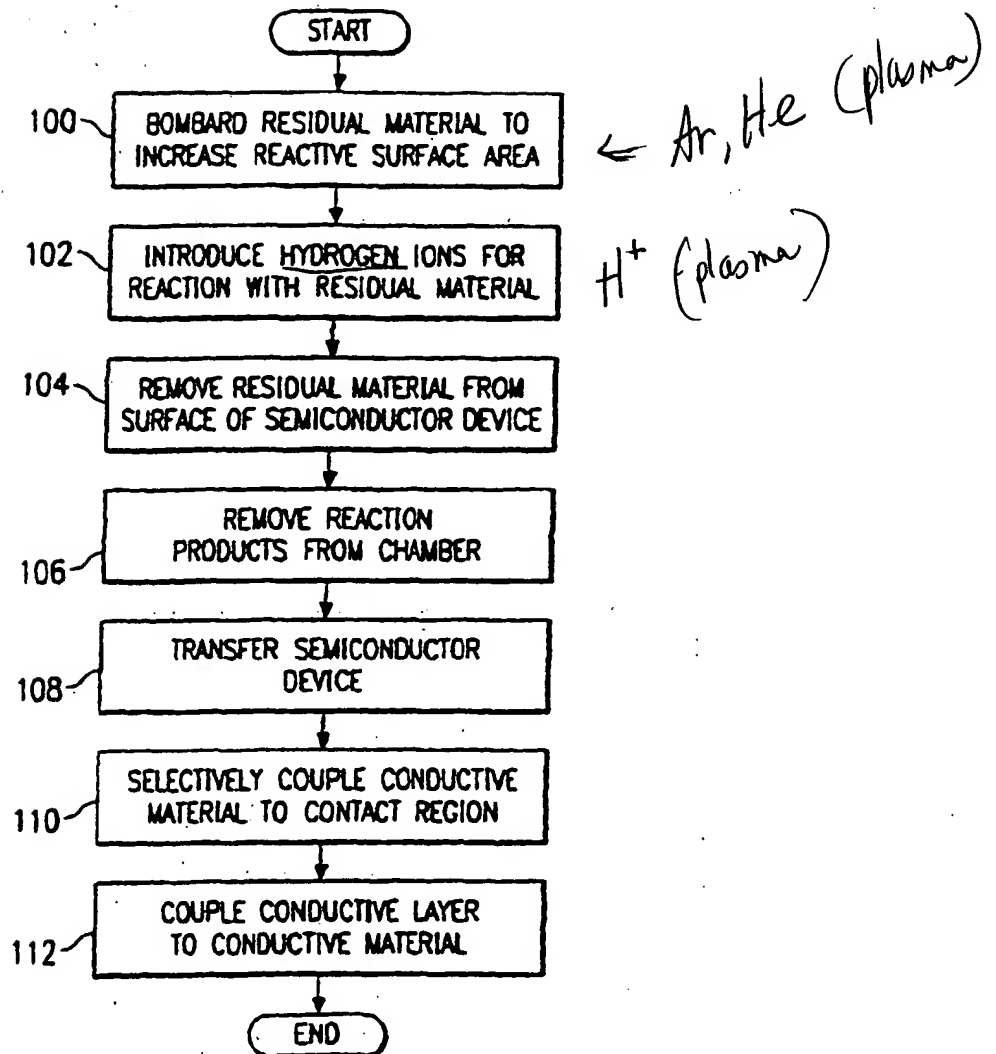 START
100
BOMBARD RESIDUAL MATERIAL TO
INCREASE REACTIVE SURFACE AREA
← Ar, He (plasma)
102
INTRODUCE HYDROGEN IONS FOR
REACTION WITH RESIDUAL MATERIAL
H+ (plasma)
104
REMOVE RESIDUAL MATERIAL FROM
SURFACE OF SEMICONDUCTOR DEVICE
REMOVE REACTION
PRODUCTS FROM CHAMBER
106
TRANSFER SEMICONDUCTOR
DEVICE
108
SELECTIVELY COUPLE CONDUCTIVE
MATERIAL TO CONTACT REGION
110
COUPLE CONDUCTIVE LAYER
TO CONDUCTIVE MATERIAL
112
END